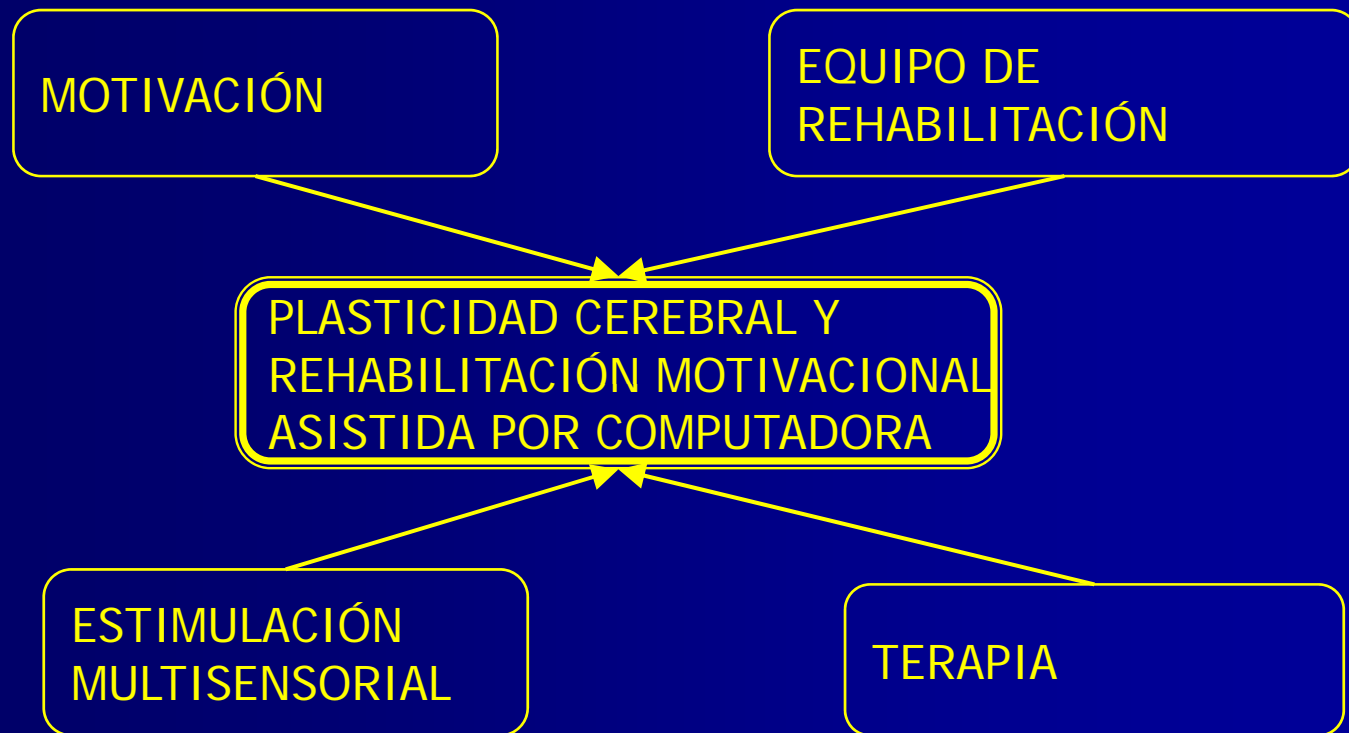 MOTIVACIÓN
EQUIPO DE
REHABILITACIÓN
PLASTICIDAD CEREBRAL Y
REHABILITACIÓN MOTIVACIONAL
ASISTIDA POR COMPUTADORA
ESTIMULACIÓN
MULTISENSORIAL
TERAPIA